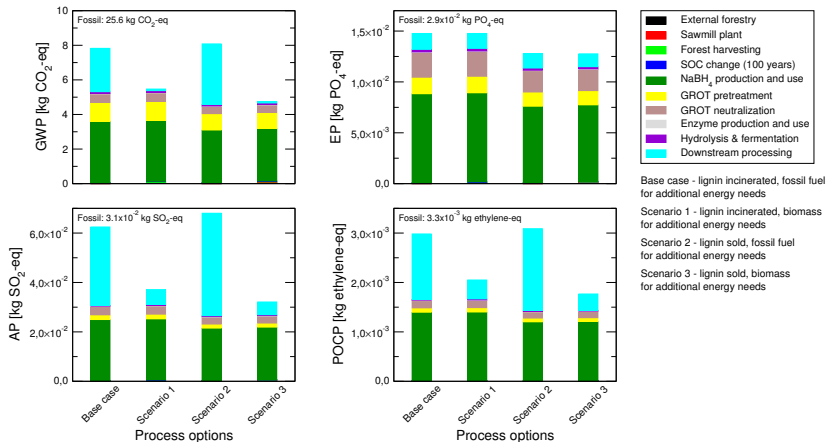 Fossil: 25.6 kg CO2-eq
GWP [kg CO2-eq]
10
8
6
4
2
0
Fossil: 2.9x10^-2 kg PO4-eq
EP [kg PO4-eq]
1,5×10^-2
1,0×10^-2
5,0×10^-3
0,0
External forestry
Sawmill plant
Forest harvesting
SOC change (100 years)
NaBH4 production and use
GROT pretreatment
GROT neutralization
Enzyme production and use
Hydrolysis & fermentation
Downstream processing
Base case - lignin incinerated, fossil fuel
for additional energy needs
Scenario 1 - lignin incinerated, biomass
for additional energy needs
Scenario 2 - lignin sold, fossil fuel
for additional energy needs
Scenario 3 - lignin sold, biomass
for additional energy needs
Fossil: 3.1x10^-2 kg SO2-eq
AP [kg SO2-eq]
6,0×10^-2
4,0×10^-2
2,0×10^-2
0,0
Base case
Scenario 1
Scenario 2
Scenario 3
Process options
Fossil: 3.3x10^-3 kg ethylene-eq
POCP [kg ethylene-eq]
3,0×10^-3
2,0×10^-3
1,0×10^-3
0,0
Base case
Scenario 1
Scenario 2
Scenario 3
Process options